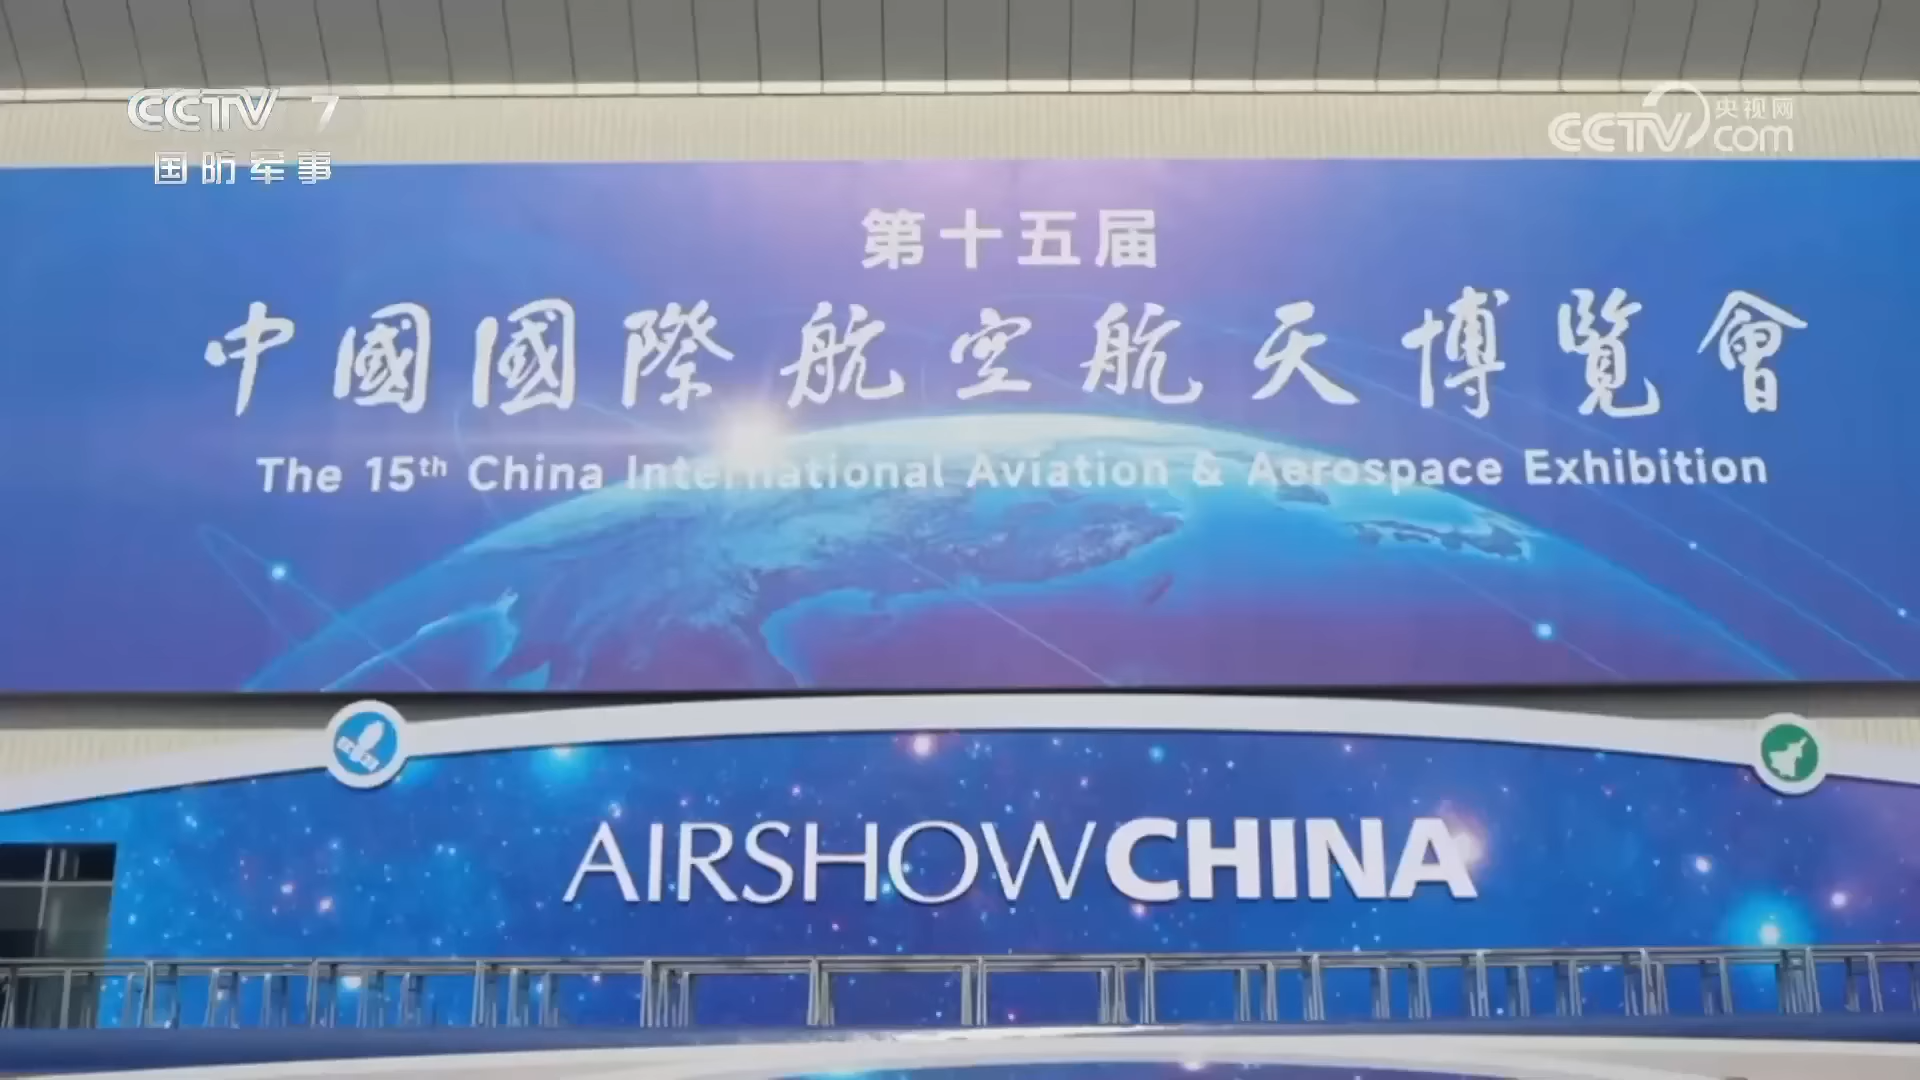 CCTV 7
国防军事
央视网
CCTV.com
第十五届
中國國際航空航天博覽會
The 15th China International Aviation & Aerospace Exhibition
AIRSHOWCHINA